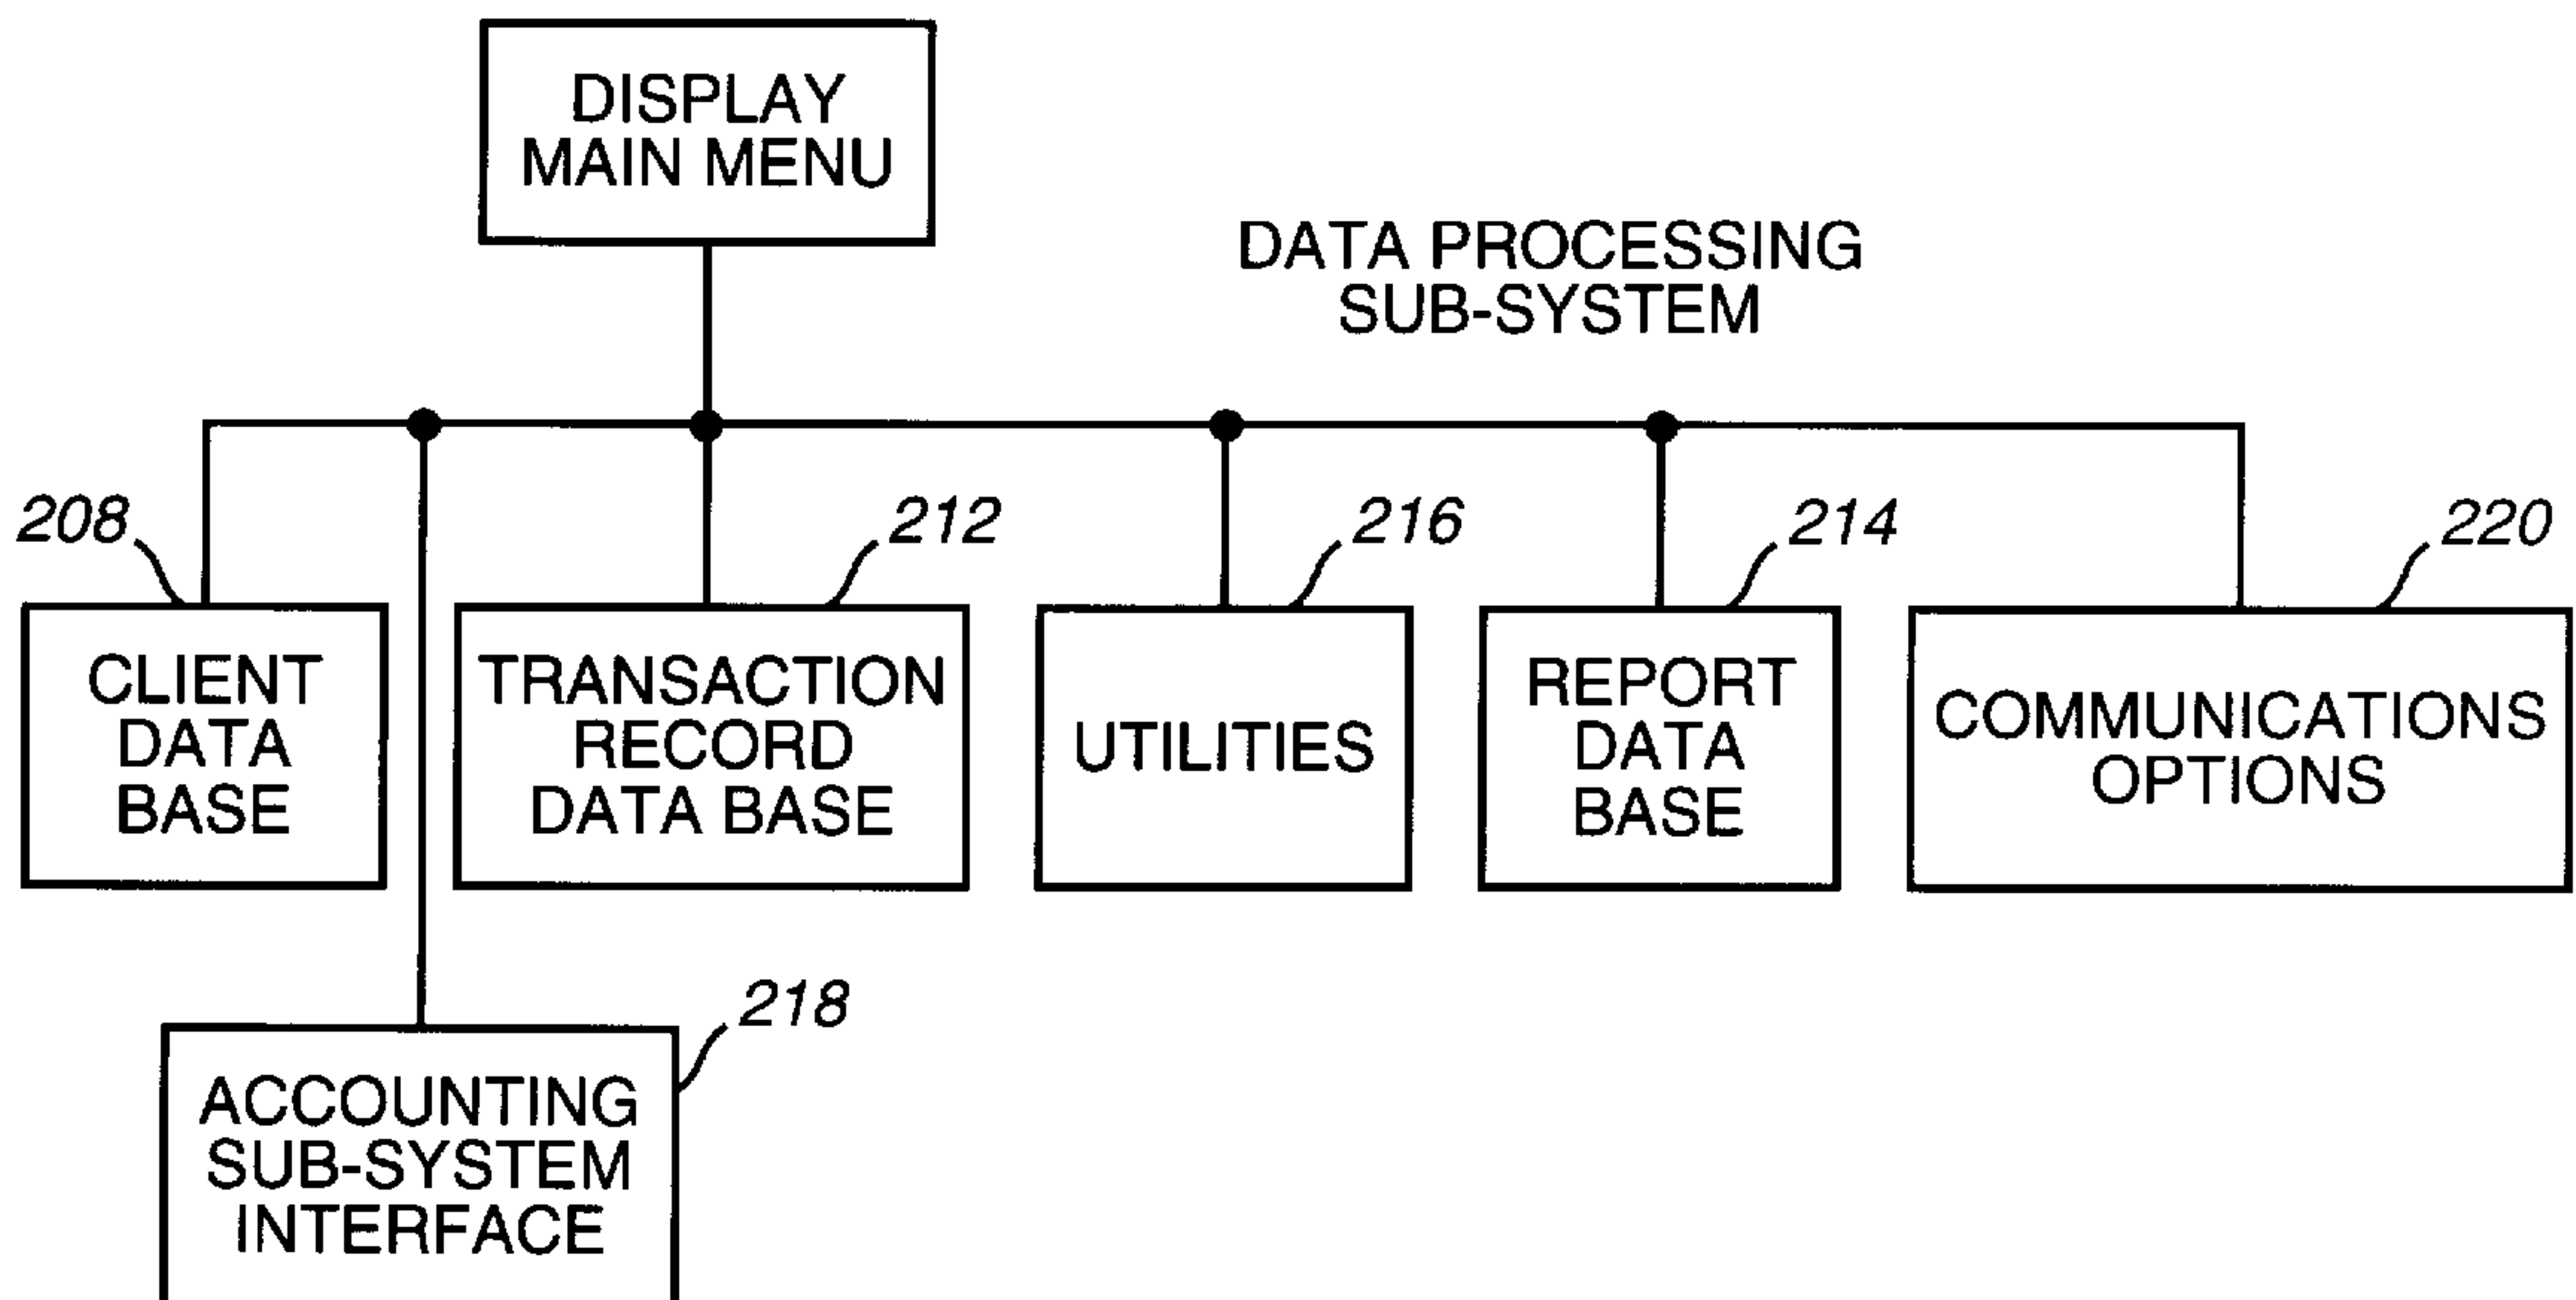 DISPLAY
MAIN MENU
DATA PROCESSING
SUB-SYSTEM
208
212
216
214
220
CLIENT
DATA
BASE
TRANSACTION
RECORD
DATA BASE
UTILITIES
REPORT
DATA
BASE
COMMUNICATIONS
OPTIONS
218
ACCOUNTING
SUB-SYSTEM
INTERFACE